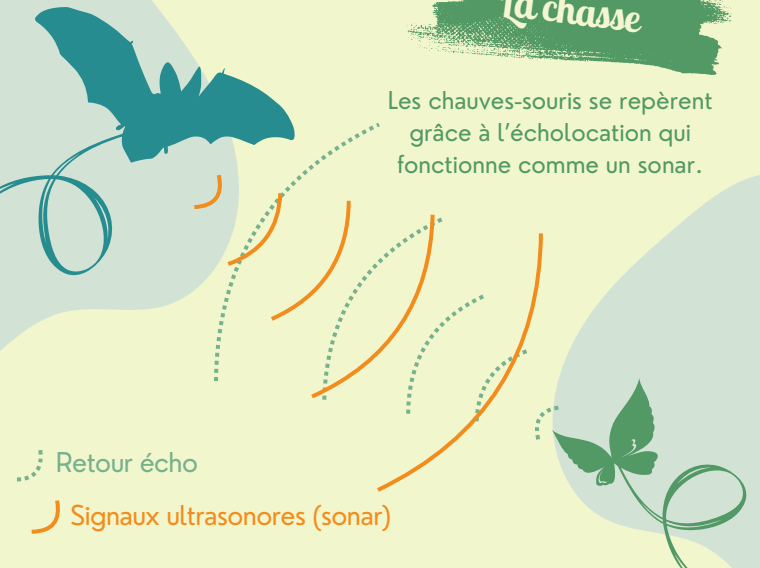 La chasse
Les chauves-souris se repèrent
grâce à l'écholocation qui
fonctionne comme un sonar.
Retour écho
Signaux ultrasonores (sonar)